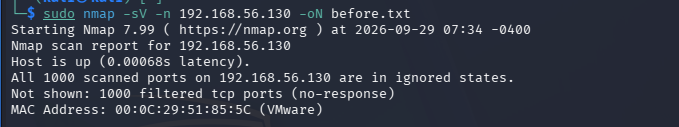 └─$ sudo nmap -sV -n 192.168.56.130 -oN before.txt
Starting Nmap 7.99 ( https://nmap.org ) at 2026-09-29 07:34 -0400
Nmap scan report for 192.168.56.130
Host is up (0.00068s latency).
All 1000 scanned ports on 192.168.56.130 are in ignored states.
Not shown: 1000 filtered tcp ports (no-response)
MAC Address: 00:0C:29:51:85:5C (VMware)